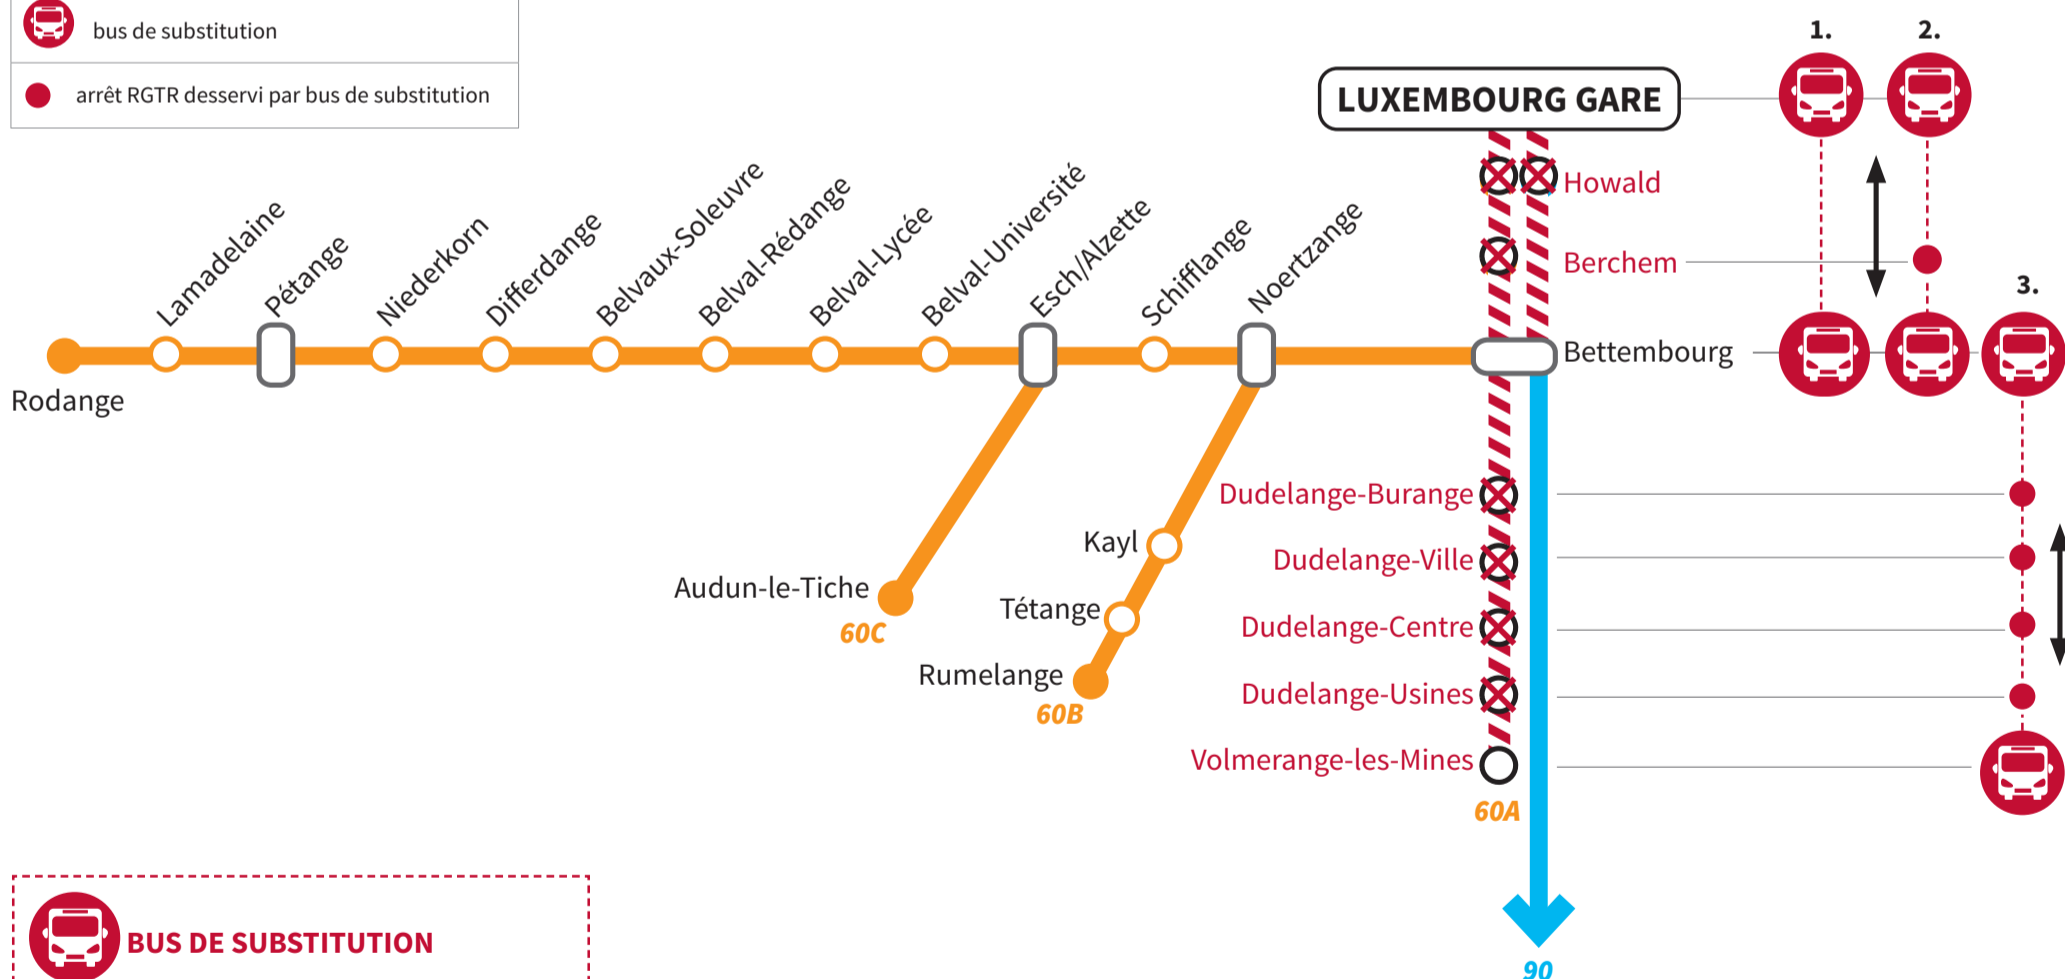 bus de substitution
arrêt RGTR desservi par bus de substitution
1.
2.
LUXEMBOURG GARE
Howald
Berchem
3.
Lamadelaine
Pétange
Niederkorn
Differdange
Belvaux-Soleuvre
Belval-Rédange
Belval-Lycée
Belval-Université
Esch/Alzette
Schifflange
Noertzange
Bettembourg
Rodange
Dudelange-Burange
Kayl
Dudelange-Ville
Audun-le-Tiche
60C
Tétange
Dudelange-Centre
Rumelange
60B
Dudelange-Usines
Volmerange-les-Mines
60A
BUS DE SUBSTITUTION
90